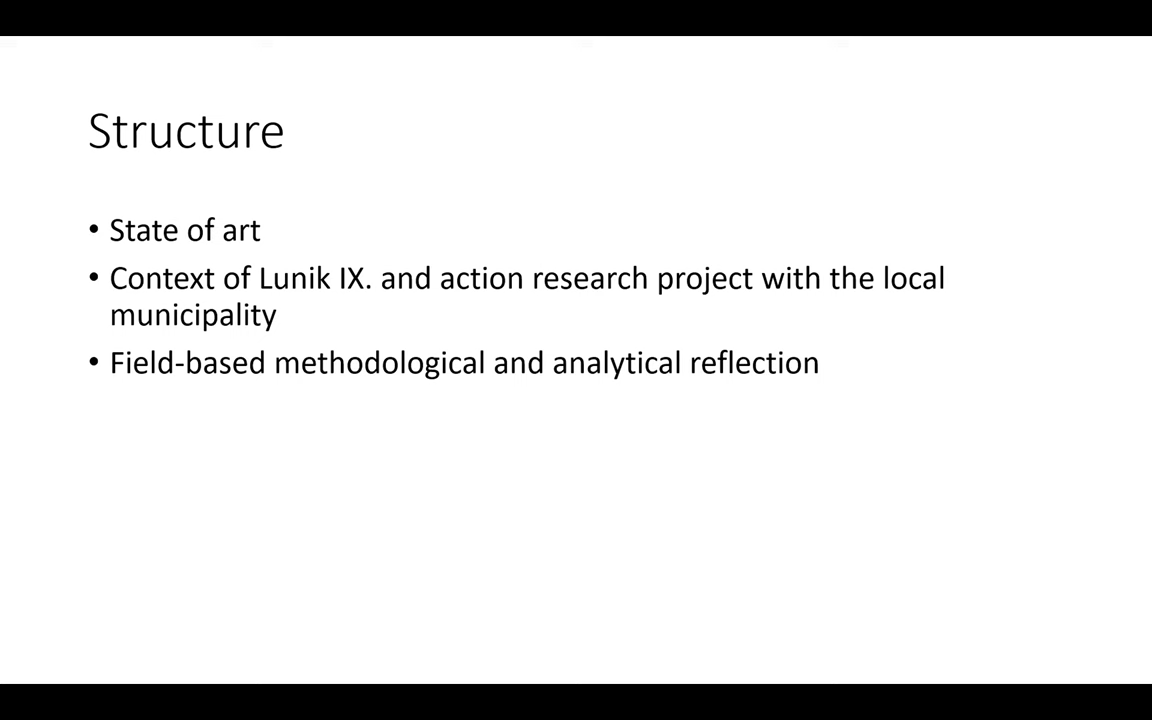 Structure
• State of art
• Context of Lunik IX. and action research project with the local
municipality
• Field-based methodological and analytical reflection